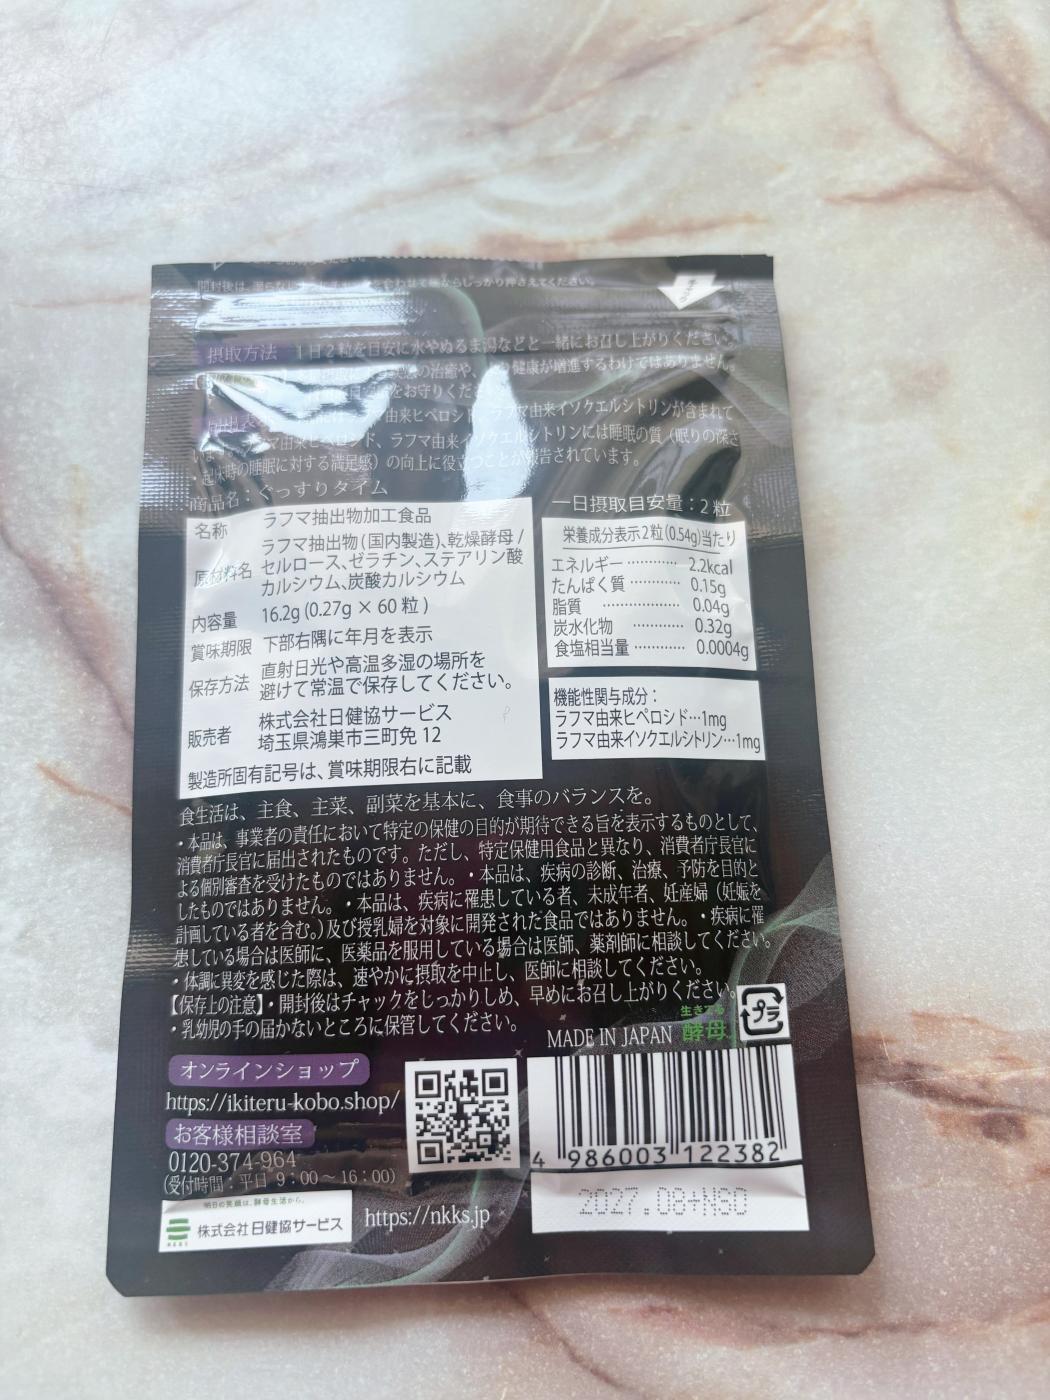 摂取方法 1日2粒を目安に水やぬるま湯などと一緒にお召し上がりください。
の治癒や、 健康が増進するわけではありません。
をお守りくだ
由来ヒペロシド、ラフマ由来イソクエルシトリンが含まれて
ラフマ由来イソクエルシトリンには睡眠の質(眠りの深さ
・起床時の睡眠に対する満足感)の向上に役立つことが報告されています。
商品名:ぐっすりタイム
名称 ラフマ抽出物加工食品
原材料名 ラフマ抽出物(国内製造)、乾燥酵母/
セルロース、ゼラチン、ステアリン酸
カルシウム、炭酸カルシウム
内容量 16.2g(0.27g×60粒)
賞味期限 下部右隅に年月を表示
保存方法 直射日光や高温多湿の場所を
避けて常温で保存してください。
販売者 株式会社日健協サービス
埼玉県鴻巣市三町免12
製造所固有記号は、賞味期限右に記載
一日摂取目安量:2粒
栄養成分表示2粒(0.54g)当たり
エネルギー………… 2.2kcal
たんぱく質………… 0.15g
脂質 ………… 0.04g
炭水化物 ………… 0.32g
食塩相当量………… 0.0004g
機能性関与成分:
ラフマ由来ヒペロシド…1mg
ラフマ由来イソクエルシトリン…1mg
食生活は、主食、主菜、副菜を基本に、食事のバランスを。
・本品は、事業者の責任において特定の保健の目的が期待できる旨を表示するものとして、
消費者庁長官に届出されたものです。ただし、特定保健用食品と異なり、消費者庁長官に
よる個別審査を受けたものではありません。・本品は、疾病の診断、治療、予防を目的と
したものではありません。・本品は、疾病に罹患している者、未成年者、妊産婦(妊娠を
計画している者を含む。)及び授乳婦を対象に開発された食品ではありません。・疾病に罹
患している場合は医師に、医薬品を服用している場合は医師、薬剤師に相談してください。
・体調に異変を感じた際は、速やかに摂取を中止し、医師に相談してください。
【保存上の注意】・開封後はチャックをしっかりしめ、早めにお召し上がりください。
・乳幼児の手の届かないところに保管してください。
MADE IN JAPAN
生きてる
酵母
プラ
オンラインショップ
https://ikiteru-kobo.shop/
お客様相談室
0120-374-964
(受付時間:平日 9:00~16:00)
明日の笑顔は、酵母生活から。
NKKS
株式会社日健協サービス
https://nkks.jp
4 986003 122382
2027.08+NSO